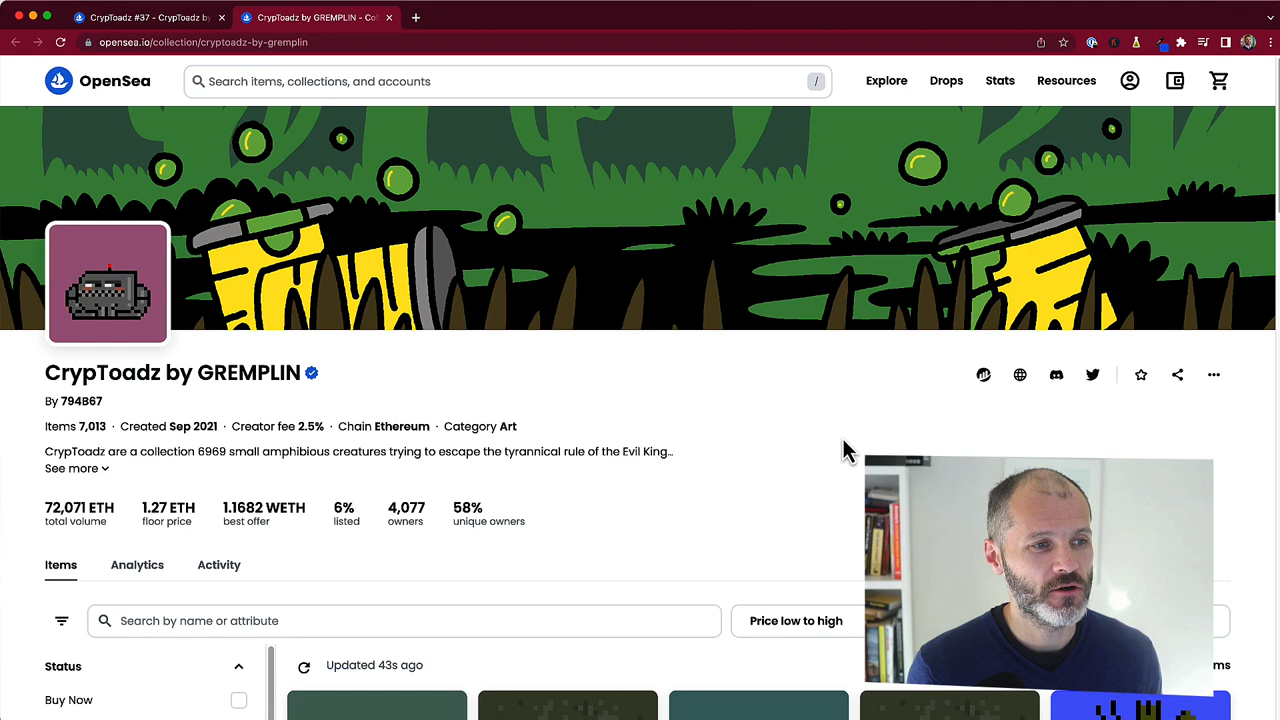 CrypToadz #37 - CrypToadz by
CrypToadz by GREMPLIN - Co
opensea.io/collection/cryptoadz-by-gremplin
OpenSea
Search items, collections, and accounts
/
Explore
Drops
Stats
Resources
CrypToadz by GREMPLIN
By 794B67
Items 7,013 · Created Sep 2021 · Creator fee 2.5% · Chain Ethereum · Category Art
CrypToadz are a collection 6969 small amphibious creatures trying to escape the tyrannical rule of the Evil King...
See more
72,071 ETH
total volume
1.27 ETH
floor price
1.1682 WETH
best offer
6%
listed
4,077
owners
58%
unique owners
Items
Analytics
Activity
Search by name or attribute
Price low to high
Status
Updated 43s ago
ms
Buy Now